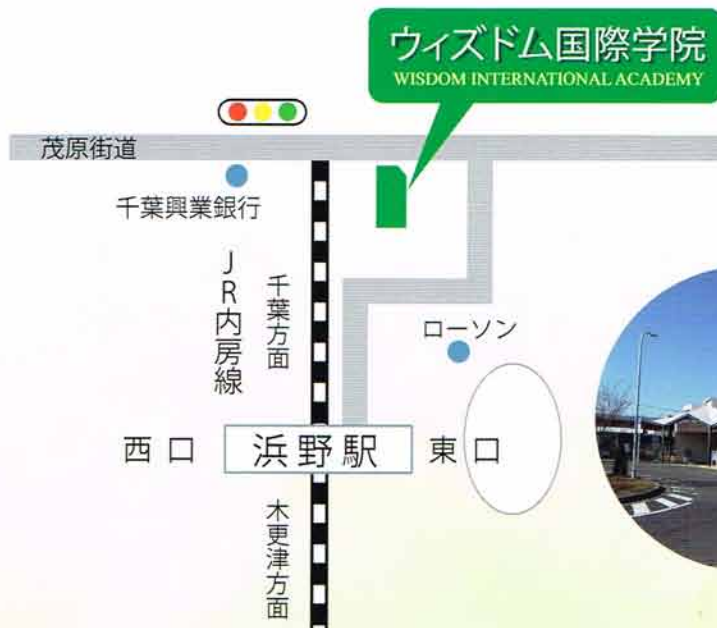 ウィズドム国際学院
WISDOM INTERNATIONAL ACADEMY
茂原街道
千葉興業銀行
JR内房線
千葉方面
ローソン
西口
浜野駅
東口
木更津方面